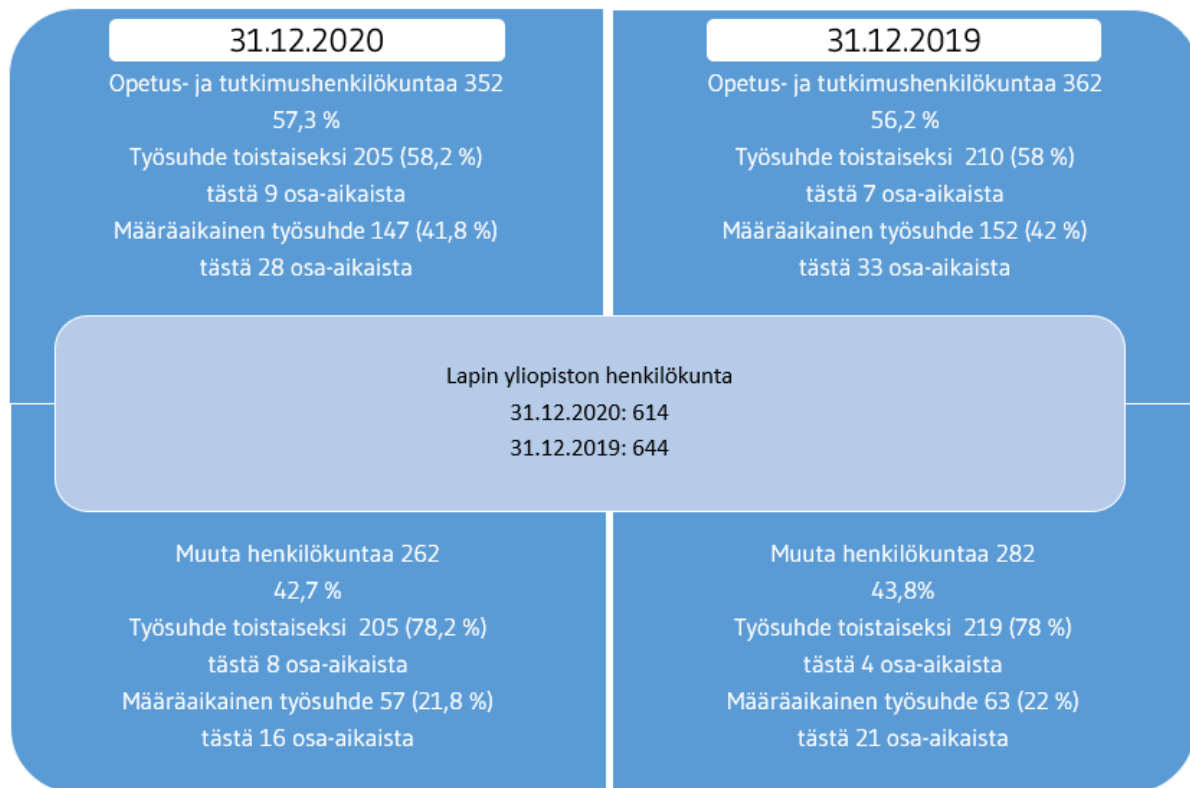 31.12.2020
Opetus- ja tutkimushenkilökuntaa 352
57,3 %
Työsuhde toistaiseksi 205 (58,2 %)
tästä 9 osa-aikaista
Määräaikainen työsuhde 147 (41,8 %)
tästä 28 osa-aikaista
31.12.2019
Opetus- ja tutkimushenkilökuntaa 362
56,2 %
Työsuhde toistaiseksi 210 (58 %)
tästä 7 osa-aikaista
Määräaikainen työsuhde 152 (42 %)
tästä 33 osa-aikaista
Lapin yliopiston henkilökunta
31.12.2020: 614
31.12.2019: 644
Muuta henkilökuntaa 262
42,7 %
Työsuhde toistaiseksi 205 (78,2 %)
tästä 8 osa-aikaista
Määräaikainen työsuhde 57 (21,8 %)
tästä 16 osa-aikaista
Muuta henkilökuntaa 282
43,8%
Työsuhde toistaiseksi 219 (78 %)
tästä 4 osa-aikaista
Määräaikainen työsuhde 63 (22 %)
tästä 21 osa-aikaista